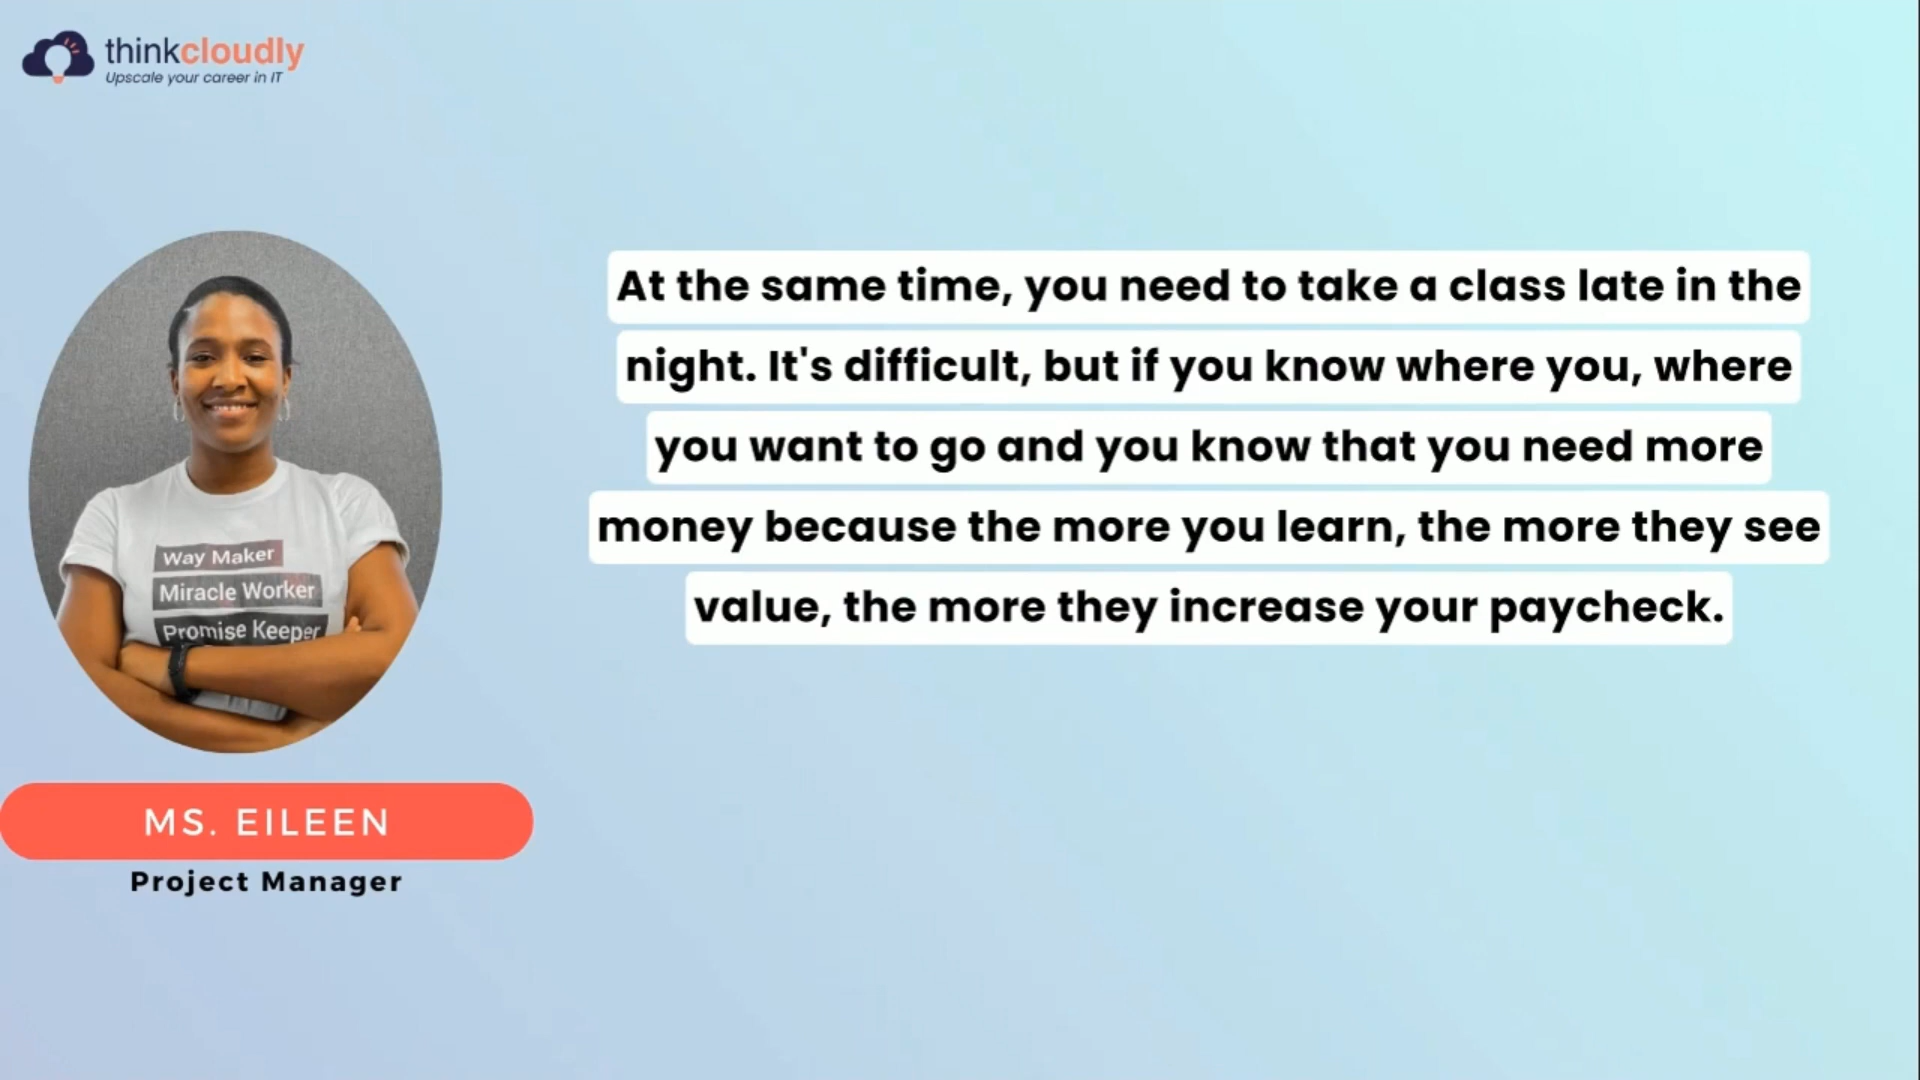 thinkcloudly
Upscale your career in IT
At the same time, you need to take a class late in the
night. It's difficult, but if you know where you, where
you want to go and you know that you need more
money because the more you learn, the more they see
value, the more they increase your paycheck.
Way Maker
Miracle Worker
Promise Keeper
MS. EILEEN
Project Manager